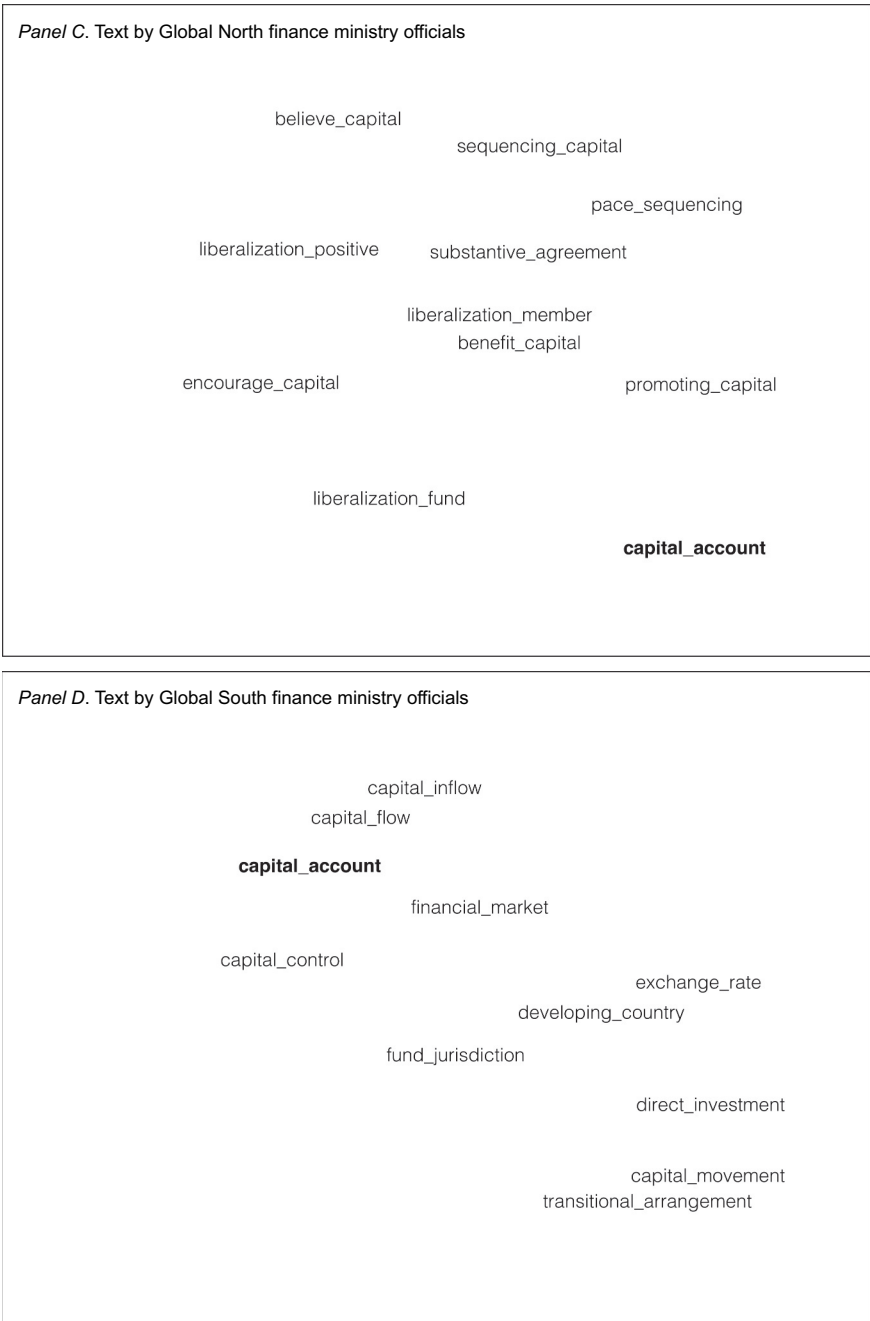 Panel C. Text by Global North finance ministry officials
believe_capital
sequencing_capital
pace_sequencing
liberalization_positive
substantive_agreement
liberalization_member
benefit_capital
encourage_capital
promoting_capital
liberalization_fund
capital_account
Panel D. Text by Global South finance ministry officials
capital_inflow
capital_flow
capital_account
financial_market
capital_control
exchange_rate
developing_country
fund_jurisdiction
direct_investment
capital_movement
transitional_arrangement